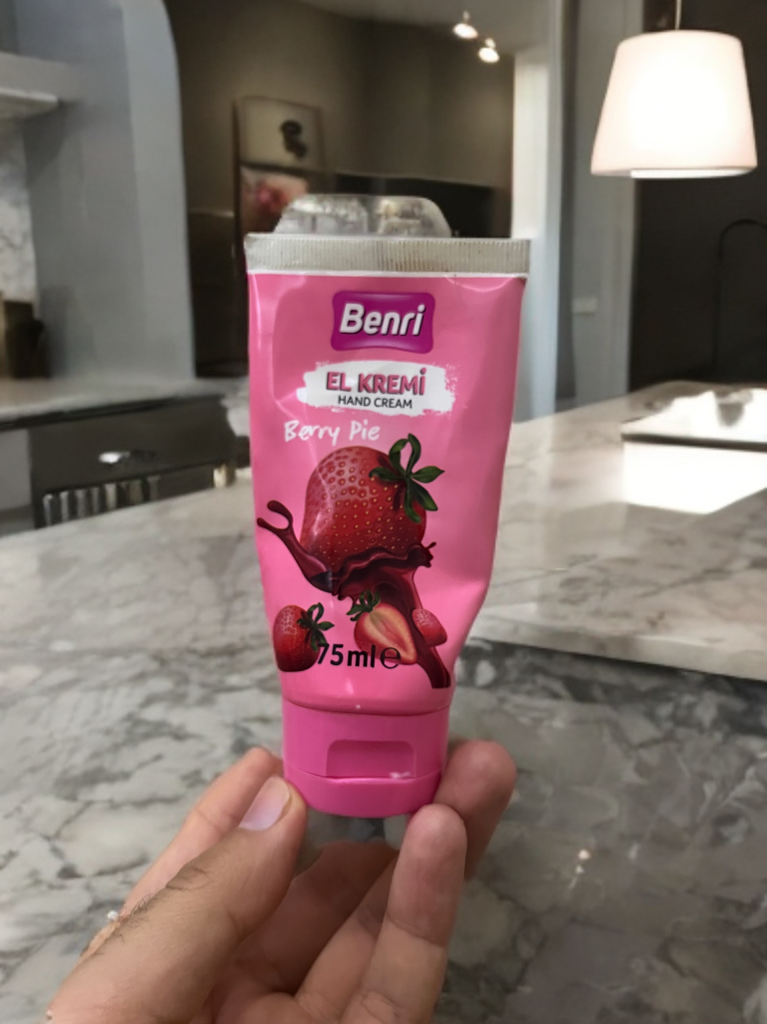 Benri
EL KREMİ
HAND CREAM
Berry Pie
75ml℮